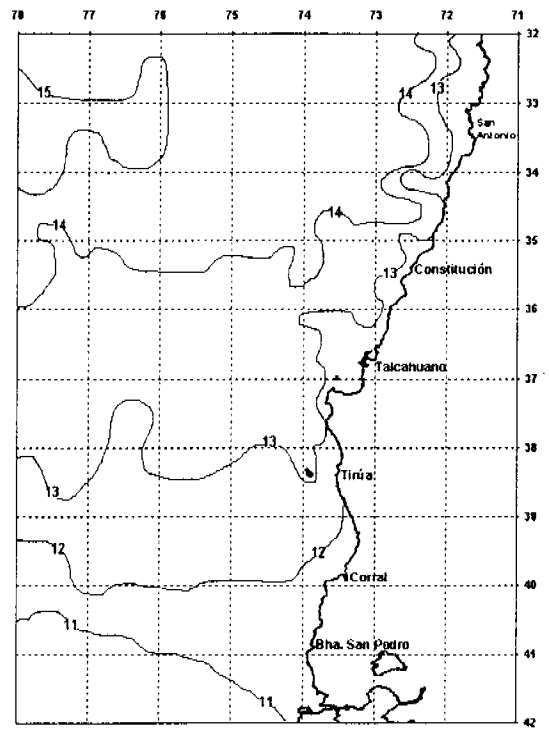 78 77 76 75 74 73 72 71
32
15
14
13
33
San
Antonio
34
14
14
35
13
Constitución
36
Talcahuano
37
13
38
13
Tirúa
39
12
12
Corral
40
11
Bha. San Pedro
41
11
42